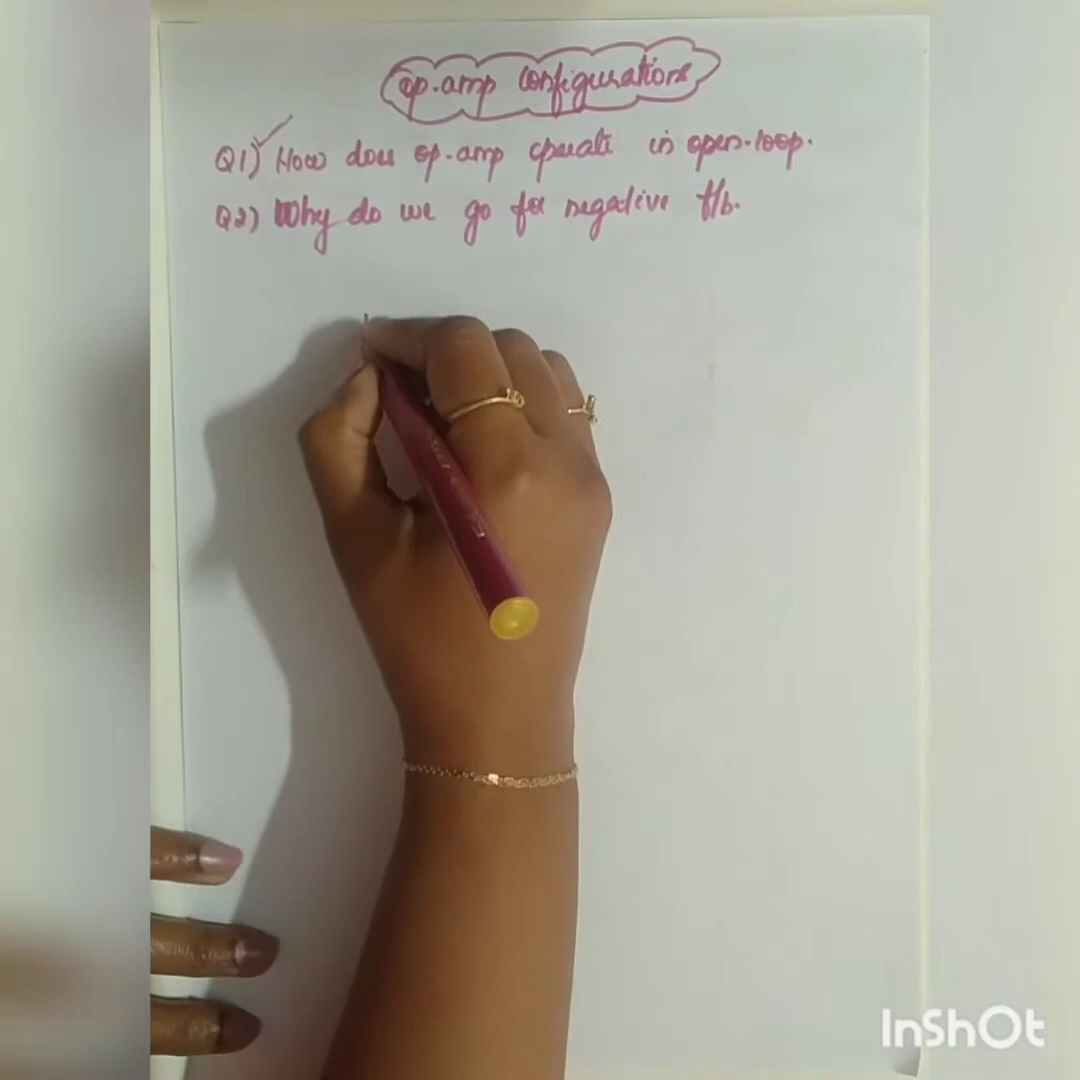 op-amp configurations
Q1) How does op-amp operate in open-loop.
Q2) Why do we go for negative f/b.
InShOt